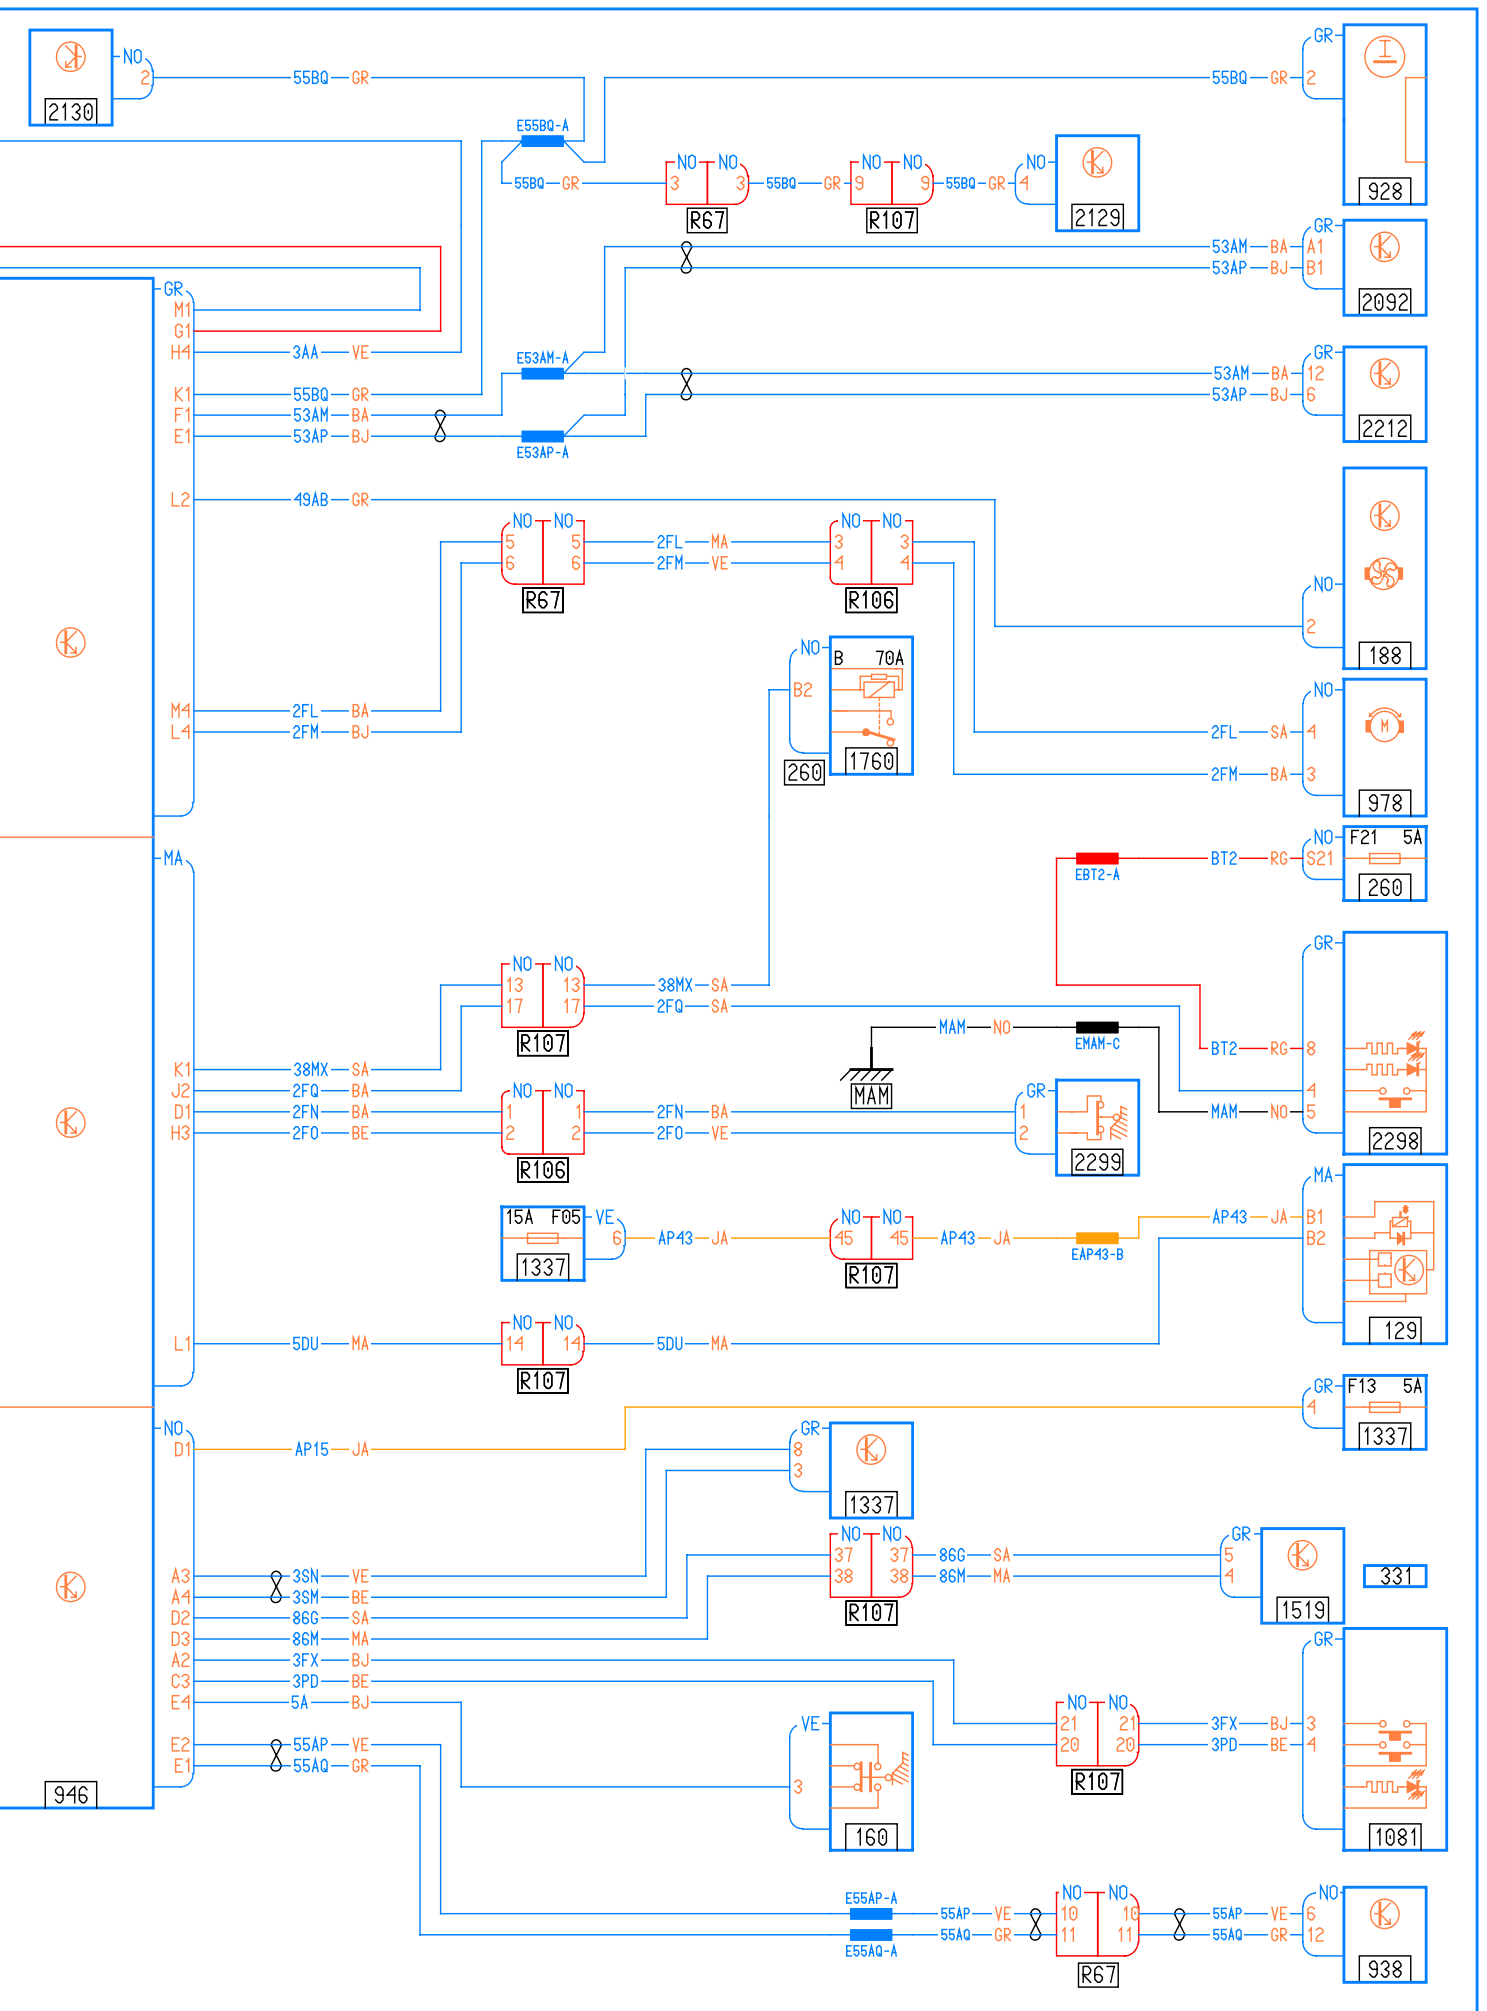 NO
2
2130
55BQ GR
E55BQ-A
55BQ GR
GR
2
928
55BQ GR
NO NO
3 3
R67
55BQ GR
NO NO
9 9
R107
55BQ GR
NO
4
2129
53AM BA A1
53AP BJ B1
GR
2092
GR
M1
G1
H4 3AA VE
K1 55BQ GR
F1 53AM BA
E1 53AP BJ
E53AM-A
E53AP-A
GR
53AM BA 12
53AP BJ 6
2212
L2 49AB GR
NO
2
188
NO NO
5 5
6 6
R67
2FL MA
2FM VE
NO NO
3 3
4 4
R106
M4 2FL BA
L4 2FM BJ
NO
B2
B 70A
1760
260
NO
2FL SA 4
2FM BA 3
978
MA
NO
F21 5A
EBT2-A
BT2 RG S21
260
NO NO
13 13
17 17
R107
38MX SA
2FQ SA
MAM NO
EMAM-C
MAM
GR
BT2 RG 8
4
MAM NO 5
2298
K1 38MX SA
J2 2FQ BA
D1 2FN BA
H3 2FO BE
NO NO
1 1
2 2
R106
2FN BA
2FO VE
GR
1
2
2299
15A F05
1337
VE
6
AP43 JA
NO NO
45 45
R107
AP43 JA
EAP43-B
MA
AP43 JA B1
B2
129
L1 5DU MA
NO NO
14 14
R107
5DU MA
GR
4
F13 5A
1337
NO
D1 AP15 JA
GR
8
3
1337
A3 3SN VE
A4 3SM BE
D2 86G SA
D3 86M MA
A2 3FX BJ
C3 3PD BE
E4 5A BJ
E2 55AP VE
E1 55AQ GR
946
NO NO
37 37
38 38
R107
86G SA
86M MA
GR
5
4
1519
331
NO NO
21 21
20 20
R107
GR
3FX BJ 3
3PD BE 4
1081
VE
3
160
E55AP-A
E55AQ-A
55AP VE
55AQ GR
NO NO
10 10
11 11
R67
NO
55AP VE 6
55AQ GR 12
938
M